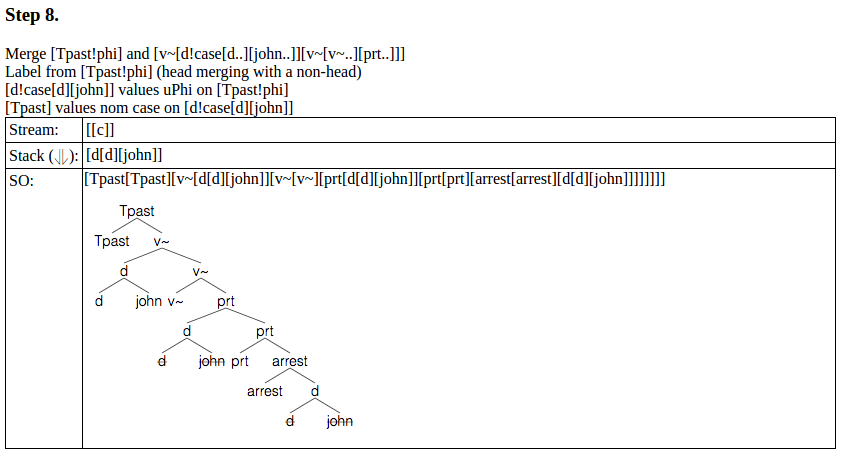 Step 8.
Merge [Tpast!phi] and [v~[d!case[d..][john..]][v~[v~..][prt..]]]
Label from [Tpast!phi] (head merging with a non-head)
[d!case[d][john]] values uPhi on [Tpast!phi]
[Tpast] values nom case on [d!case[d][john]]
Stream: [[c]]
Stack (⥥): [d[d][john]]
SO: [Tpast[Tpast][v~[d[d][john]][v~[v~][prt[d[d][john]][prt[prt][arrest[arrest][d[d][john]]]]]]]]
Tpast
Tpast v~
d v~
d john v~ prt
d prt
d john prt arrest
arrest d
d john